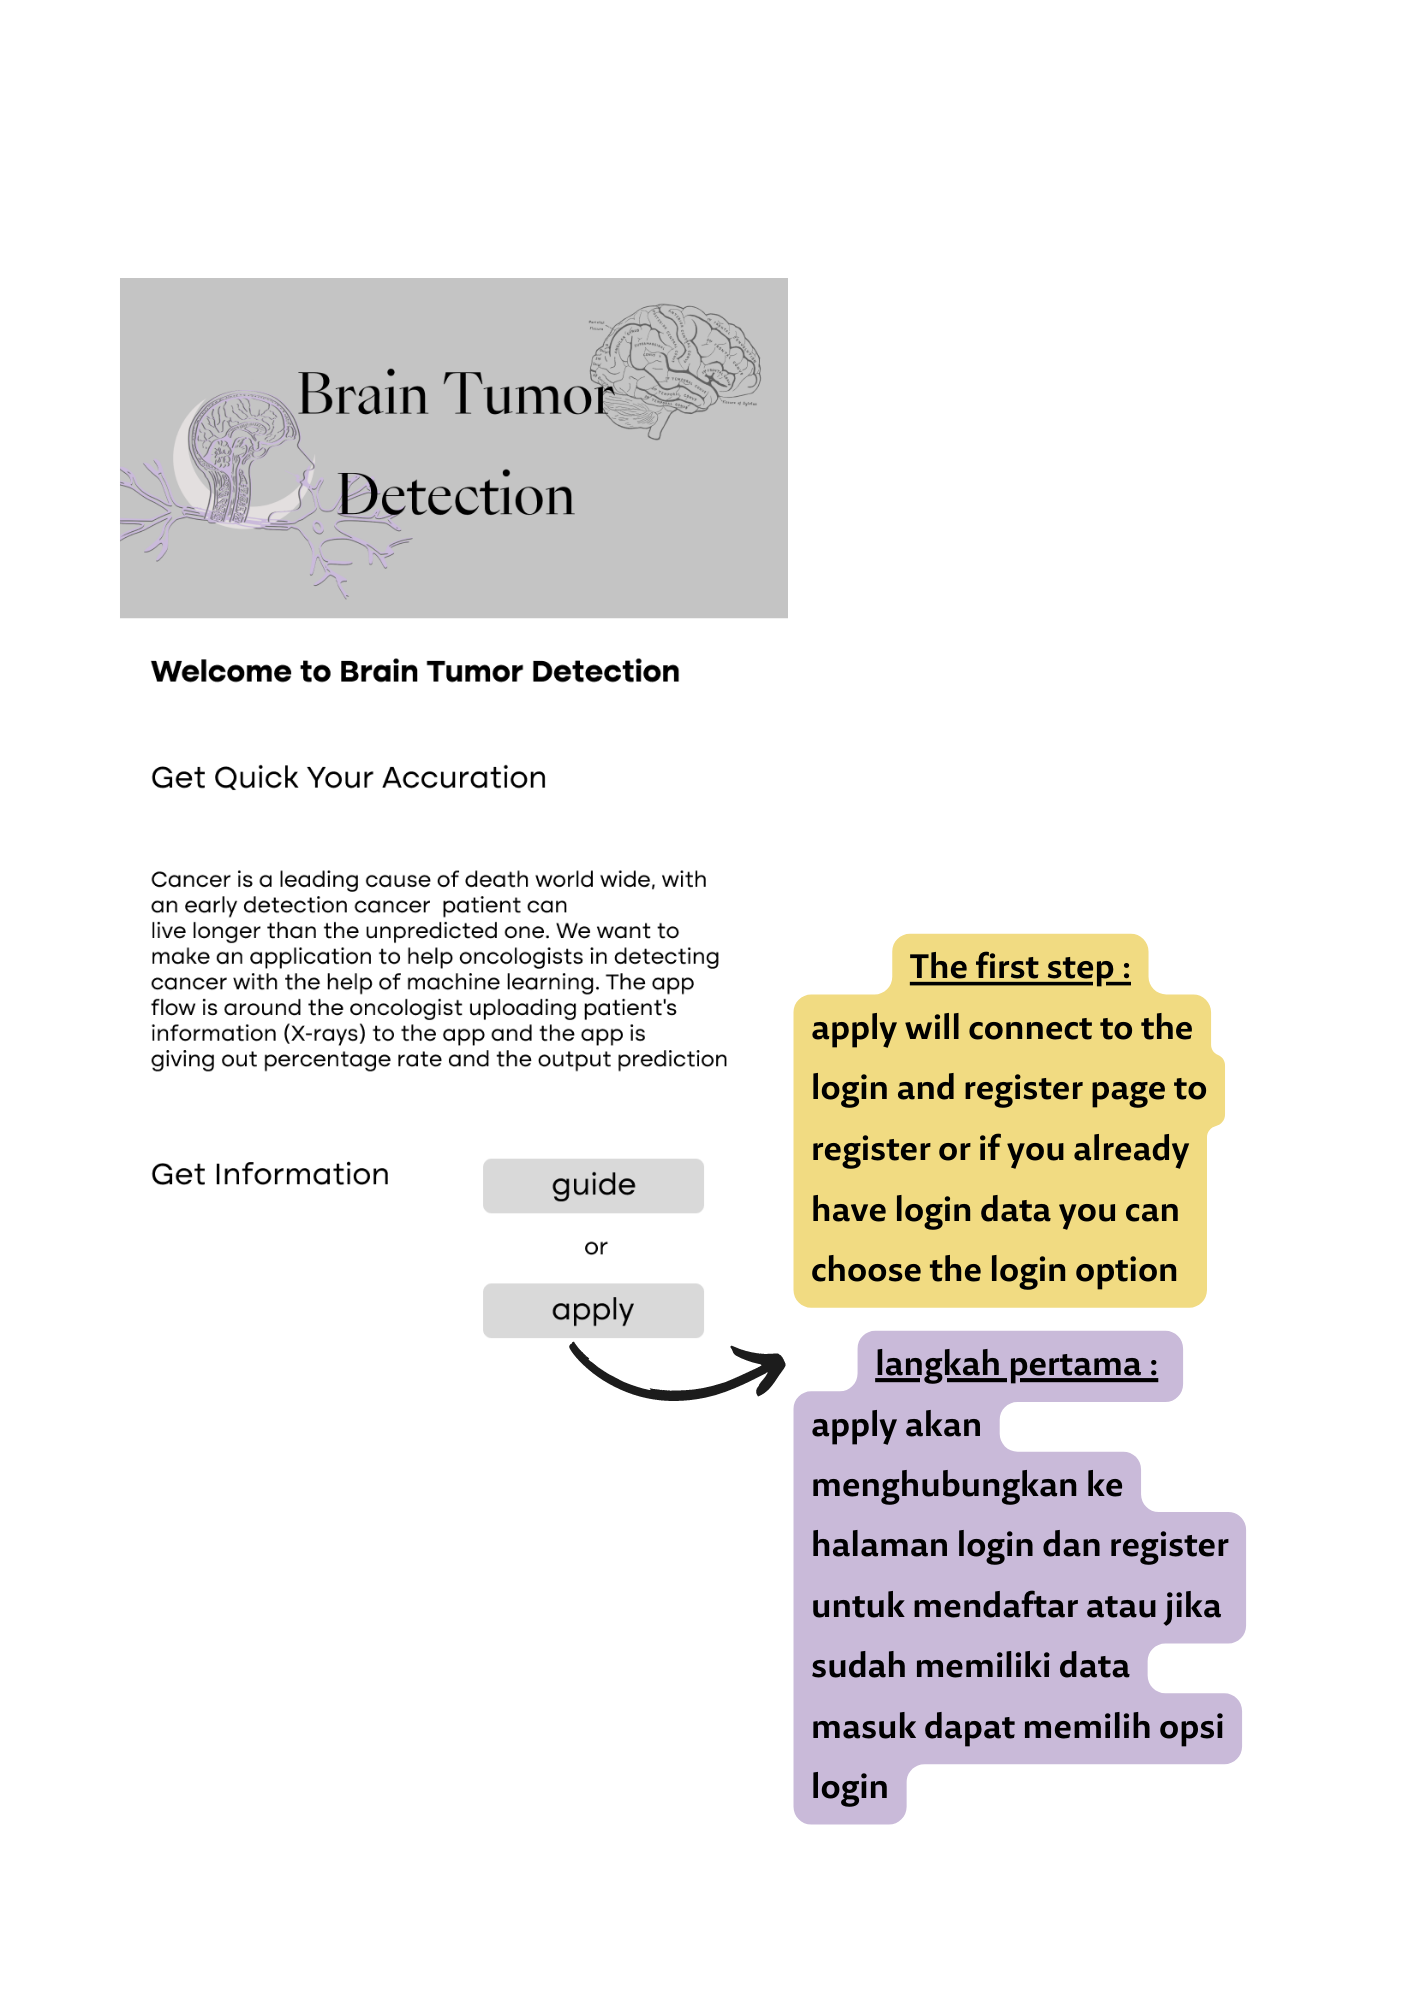 Brain Tumor
Detection
Welcome to Brain Tumor Detection
Get Quick Your Accuration
Cancer is a leading cause of death world wide, with
an early detection cancer  patient can
live longer than the unpredicted one. We want to
make an application to help oncologists in detecting
cancer with the help of machine learning. The app
flow is around the oncologist uploading patient's
information (X-rays) to the app and the app is
giving out percentage rate and the output prediction
Get Information
guide
or
apply
The first step :
apply will connect to the
login and register page to
register or if you already
have login data you can
choose the login option
langkah pertama :
apply akan
menghubungkan ke
halaman login dan register
untuk mendaftar atau jika
sudah memiliki data
masuk dapat memilih opsi
login